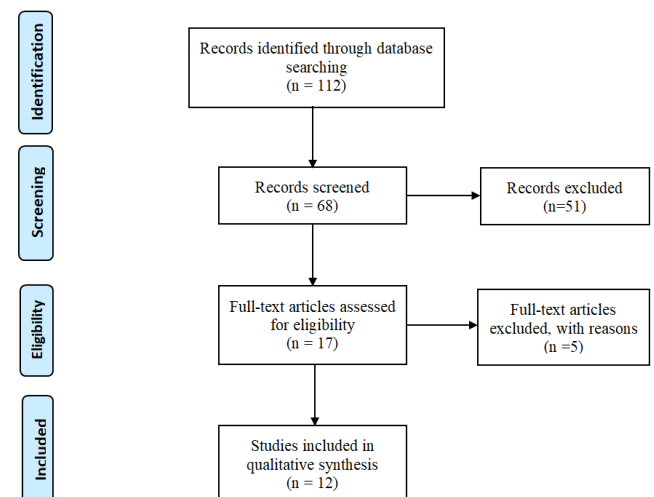 Identification
Records identified through database
searching
(n = 112)
Screening
Records screened
(n = 68)
Records excluded
(n=51)
Eligibility
Full-text articles assessed
for eligibility
(n = 17)
Full-text articles
excluded, with reasons
(n =5)
Included
Studies included in
qualitative synthesis
(n = 12)